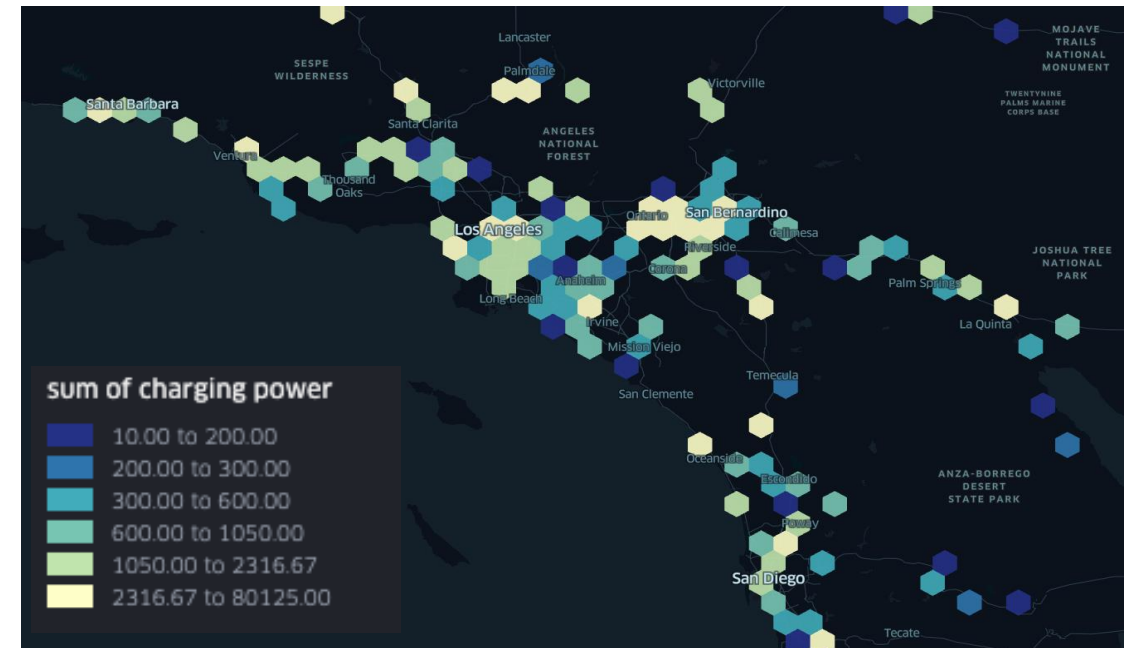 Lancaster
MOJAVE
TRAILS
NATIONAL
MONUMENT
SESPE
WILDERNESS
Palmdale
Victorville
TWENTYNINE
PALMS MARINE
CORPS BASE
Santa Barbara
Santa Clarita
ANGELES
NATIONAL
FOREST
Ventura
Thousand
Oaks
Ontario
San Bernardino
Los Angeles
Calimesa
Riverside
JOSHUA TREE
NATIONAL
PARK
Corona
Anaheim
Palm Springs
Long Beach
Irvine
La Quinta
Mission Viejo
Temecula
San Clemente
sum of charging power
10.00 to 200.00
200.00 to 300.00
300.00 to 600.00
600.00 to 1050.00
1050.00 to 2316.67
2316.67 to 80125.00
Oceanside
Escondido
ANZA-BORREGO
DESERT
STATE PARK
Poway
San Diego
Tecate